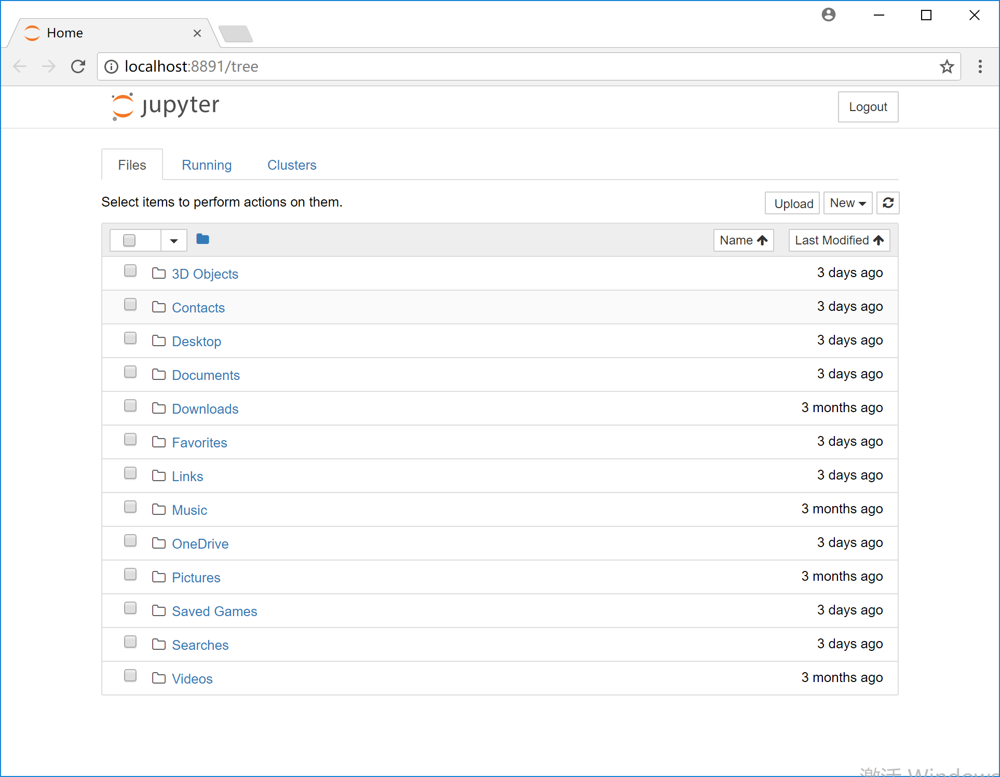 Home
localhost:8891/tree
jupyter
Logout
Files Running Clusters
Select items to perform actions on them.
Upload New
Name Last Modified
3D Objects 3 days ago
Contacts 3 days ago
Desktop 3 days ago
Documents 3 days ago
Downloads 3 months ago
Favorites 3 days ago
Links 3 days ago
Music 3 months ago
OneDrive 3 days ago
Pictures 3 months ago
Saved Games 3 days ago
Searches 3 days ago
Videos 3 months ago
激活 Windows